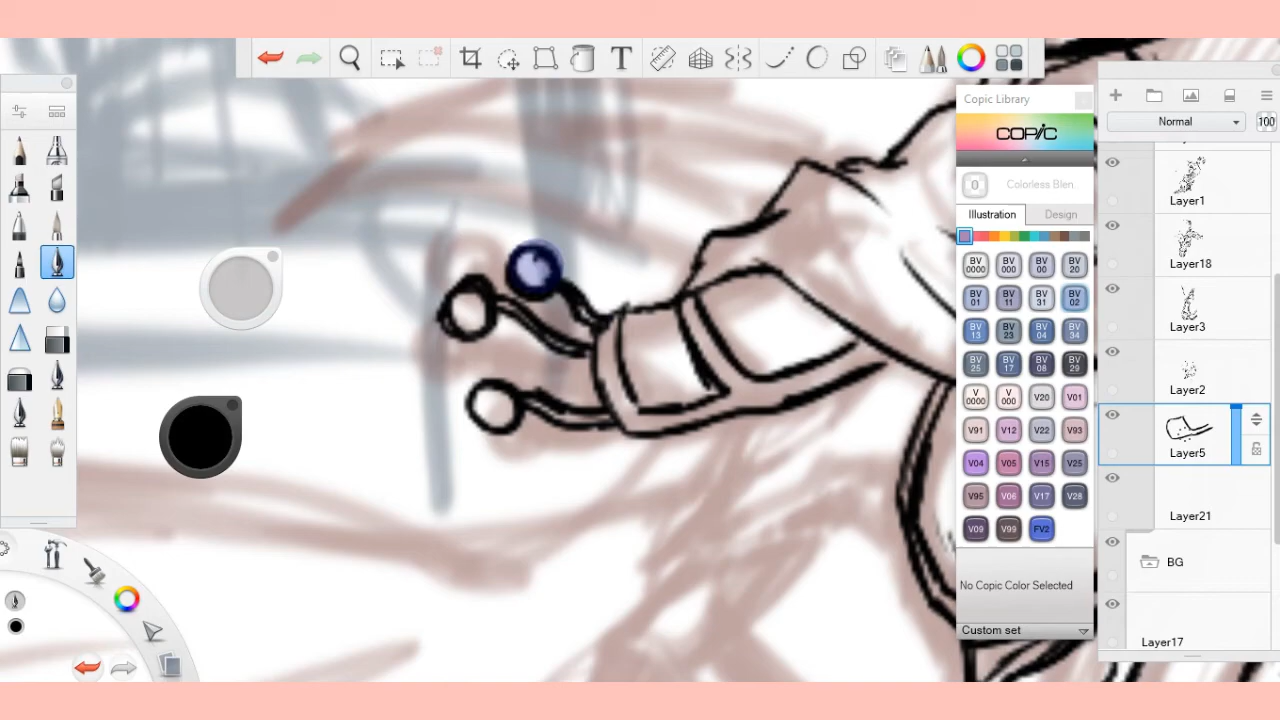 T
Copic Library
COPIC
0 Colorless Blen
Illustration Design
BV 0000 BV 000 BV 00 BV 20
BV 01 BV 11 BV 31 BV 02
BV 13 BV 23 BV 04 BV 34
BV 25 BV 17 BV 08 BV 29
V 0000 V 000 V20 V01
V91 V12 V22 V93
V04 V05 V15 V25
V95 V06 V17 V28
V09 V99 FV2
No Copic Color Selected
Custom set
Normal 100
Layer1
Layer18
Layer3
Layer2
Layer5
Layer21
BG
Layer17